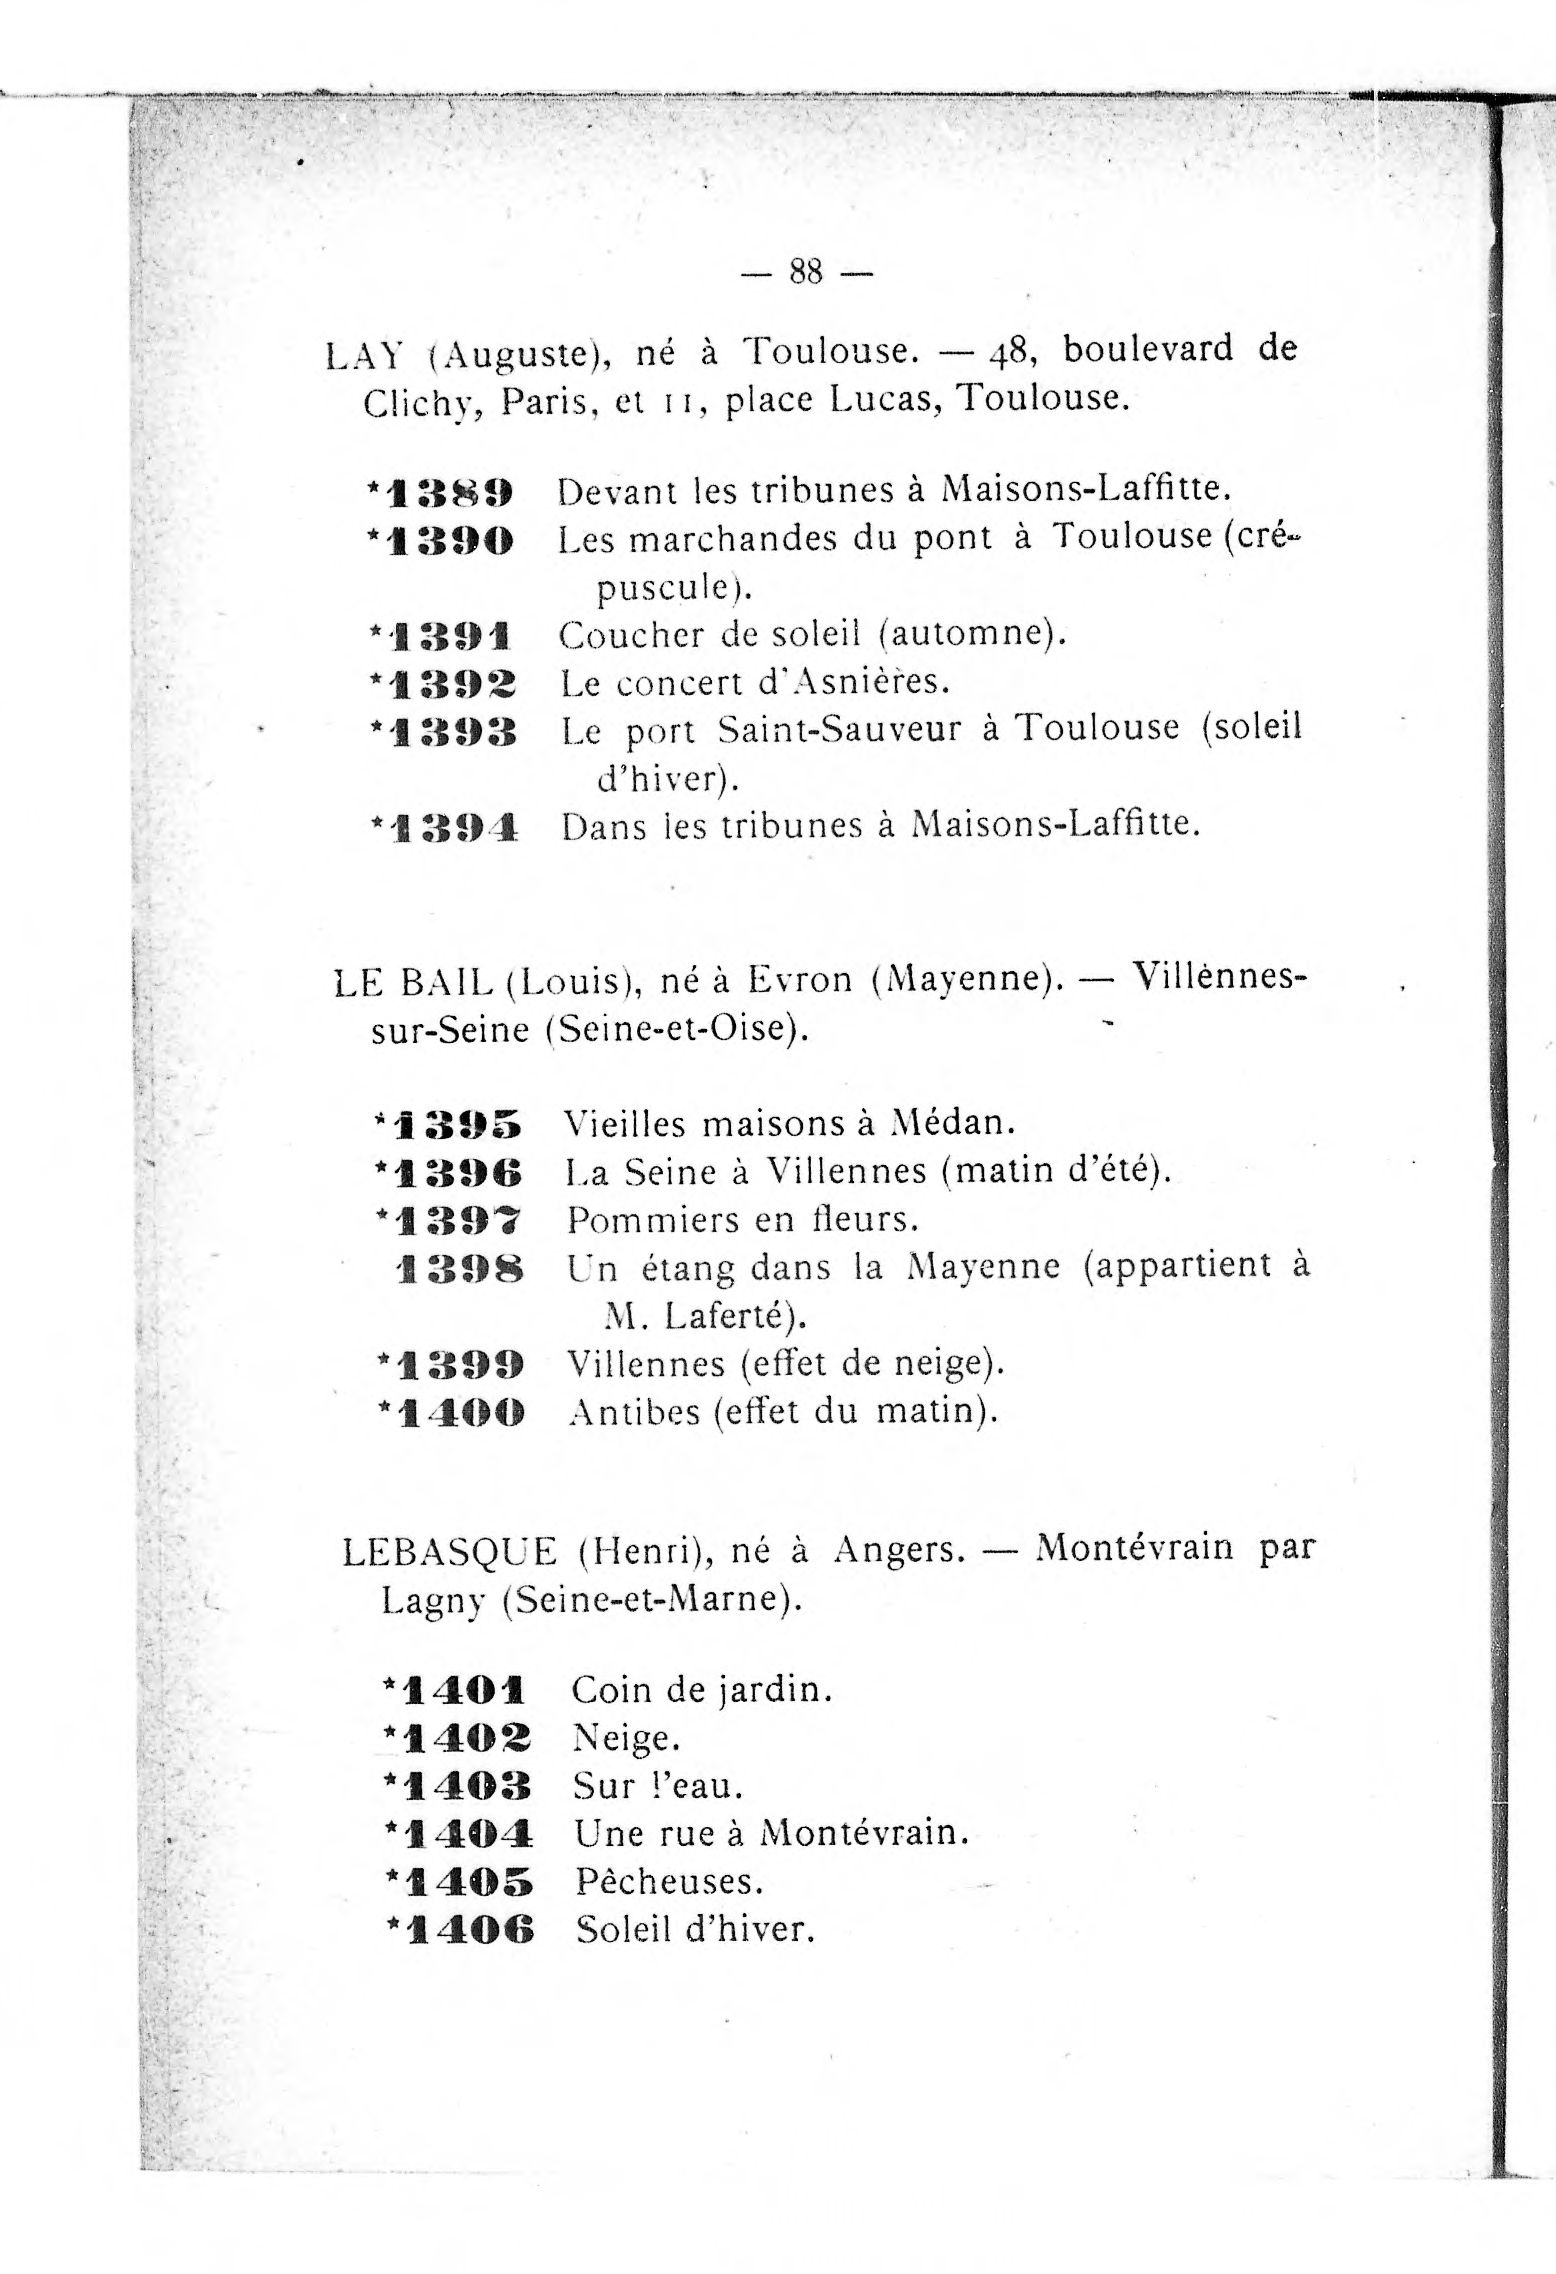 — 88 —
LAY (Auguste), né à Toulouse. — 48, boulevard de
Clichy, Paris, et 11, place Lucas, Toulouse.
*1389 Devant les tribunes à Maisons-Laffitte.
*1390 Les marchandes du pont à Toulouse (cré-
puscule).
*1391 Coucher de soleil (automne).
*1392 Le concert d'Asnières.
*1393 Le port Saint-Sauveur à Toulouse (soleil
d'hiver).
*1394 Dans les tribunes à Maisons-Laffitte.
LE BAIL (Louis), né à Evron (Mayenne). — Villènnes-
sur-Seine (Seine-et-Oise).
*1395 Vieilles maisons à Médan.
*1396 La Seine à Villennes (matin d'été).
*1397 Pommiers en fleurs.
1398 Un étang dans la Mayenne (appartient à
M. Laferté).
*1399 Villennes (effet de neige).
*1400 Antibes (effet du matin).
LEBASQUE (Henri), né à Angers. — Montévrain par
Lagny (Seine-et-Marne).
*1401 Coin de jardin.
*1402 Neige.
*1403 Sur l'eau.
*1404 Une rue à Montévrain.
*1405 Pêcheuses.
*1406 Soleil d'hiver.